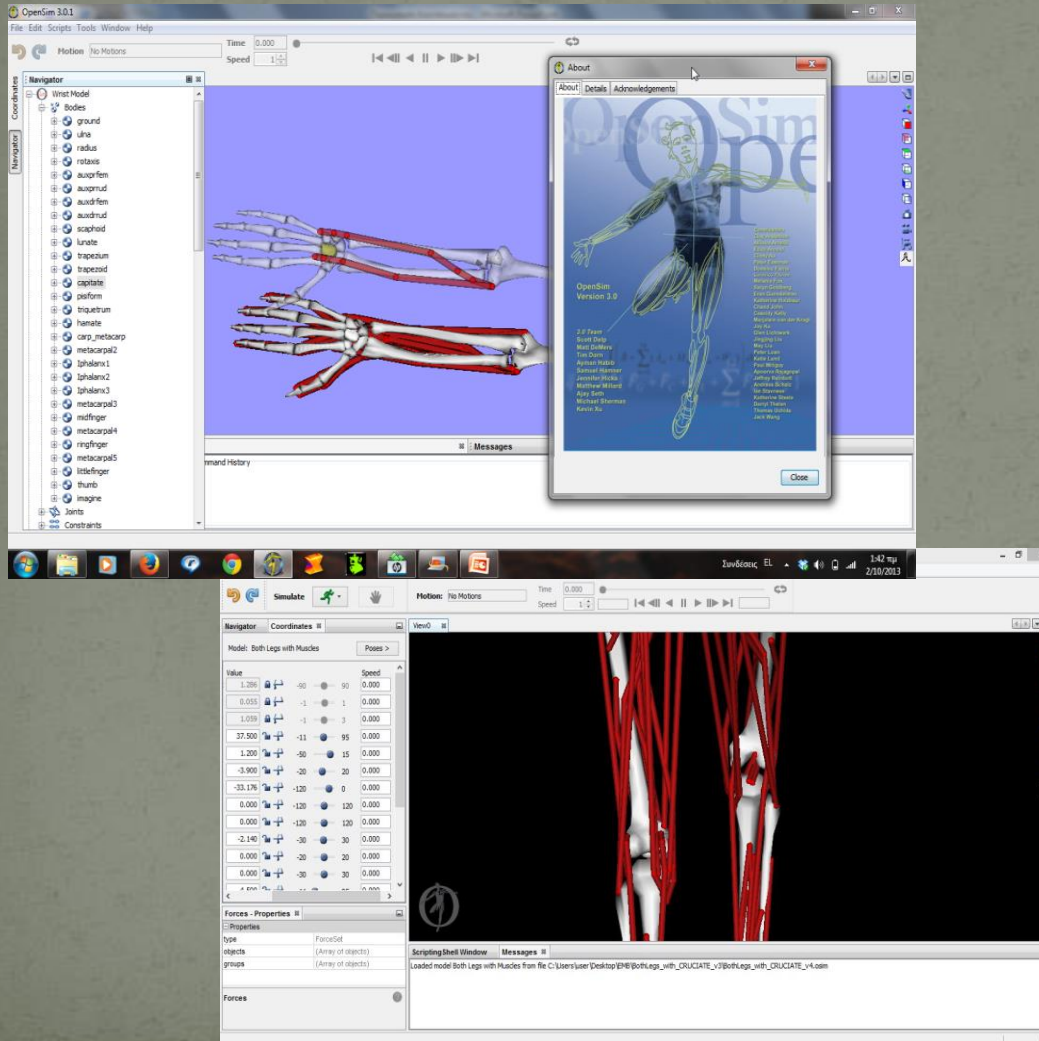 OpenSim 3.0.1
File Edit Scripts Tools Window Help
Motion No Motions
Time 0.000
Speed 1
Coordinates
Navigator
Navigator
Wrist Model
Bodies
ground
ulna
radius
rotaxis
auxprfem
auxprrud
auxdrfem
auxdrrud
scaphoid
lunate
trapezium
trapezoid
capitate
pisiform
triquetrum
hamate
carp_metacarp
metacarpal2
Iphalanx1
Iphalanx2
Iphalanx3
metacarpal3
midfinger
metacarpal4
ringfinger
metacarpal5
littlefinger
thumb
imagine
Joints
Constraints
Messages
mmand History
About
About Details Acknowledgements
OpenSim
Ope
OpenSim
Version 3.0
2.0 Team
Scott Delp
Matt DeMers
Tim Dorn
Ayman Habib
Samuel Hamner
Jennifer Hicks
Matthew Millard
Ajay Seth
Michael Sherman
Kevin Xu
Close
Συνδέσεις EL
1:42 πμ
2/10/2013
Simulate
Motion: No Motions
Time 0.000
Speed 1
Navigator Coordinates
Model: Both Legs with Muscles Poses >
Value Speed
1.286 -90 90 0.000
0.055 -1 1 0.000
1.059 -1 3 0.000
37.500 -11 95 0.000
1.200 -50 15 0.000
-3.900 -20 20 0.000
-33.176 -120 0 0.000
0.000 -120 120 0.000
0.000 -120 120 0.000
-2.140 -30 30 0.000
0.000 -20 20 0.000
0.000 -30 30 0.000
Forces - Properties
Properties
type ForceSet
objects (Array of objects)
groups (Array of objects)
Forces
View0
ScriptingShell Window Messages
Loaded model Both Legs with Muscles from file C:\Users\user\Desktop\EMB\BothLegs_with_CRUCIATE_v3\BothLegs_with_CRUCIATE_v4.osim